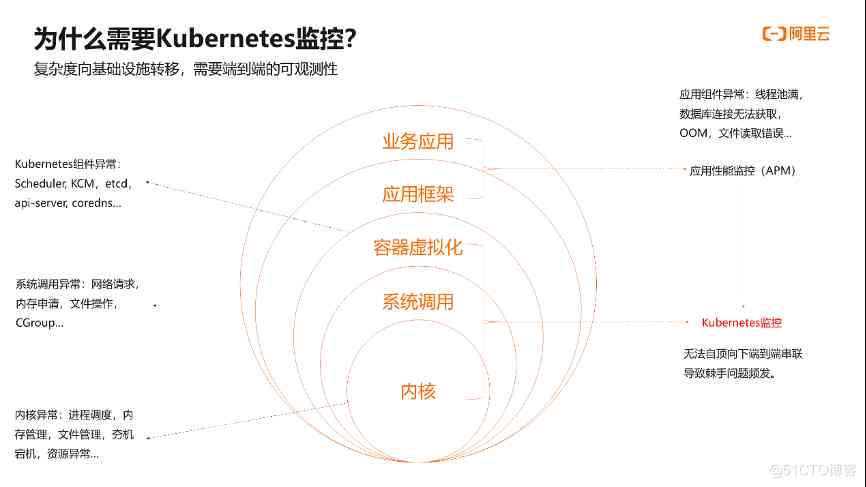 为什么需要Kubernetes监控?
阿里云
复杂度向基础设施转移，需要端到端的可观测性
应用组件异常：线程池满，
数据库连接无法获取，
OOM，文件读取错误...
业务应用
Kubernetes组件异常：
Scheduler, KCM，etcd，
api-server, coredns...
应用性能监控（APM）
应用框架
容器虚拟化
系统调用异常：网络请求，
内存申请，文件操作，
CGroup...
系统调用
Kubernetes监控
无法自顶向下端到端串联
导致棘手问题频发。
内核
内核异常：进程调度，内
存管理，文件管理，夯机
宕机，资源异常...
@51CTO博客